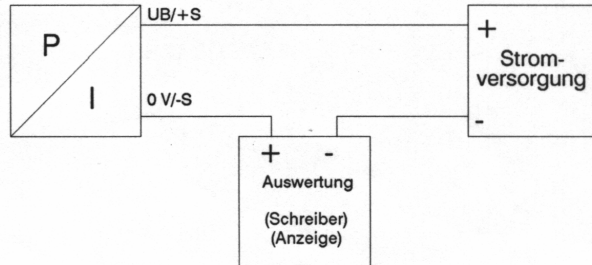 UB/+S
P
I
0 V/-S
+
Strom-
versorgung
-
+ -
Auswertung
(Schreiber)
(Anzeige)